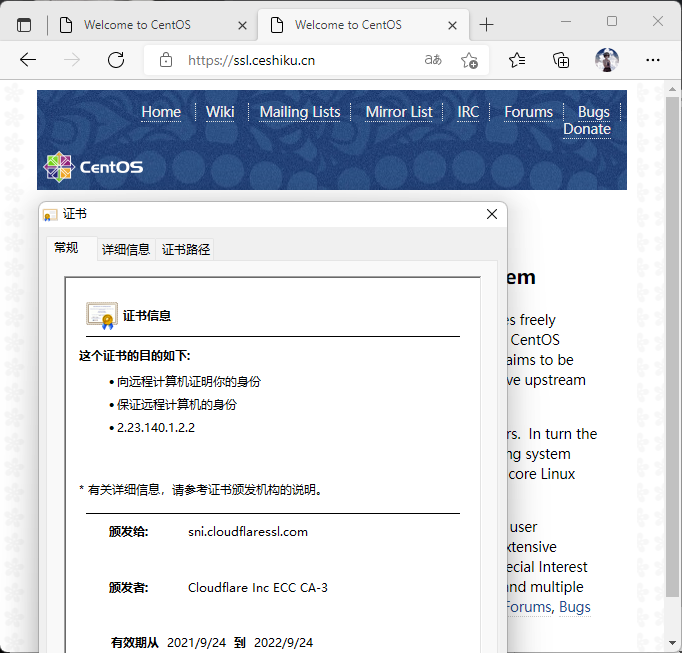 Welcome to CentOS
Welcome to CentOS
https://ssl.ceshiku.cn
aあ
Home Wiki Mailing Lists Mirror List IRC Forums Bugs
Donate
CentOS
证书
常规 详细信息 证书路径
em
证书信息
es freely
CentOS
这个证书的目的如下:
aims to be
• 向远程计算机证明你的身份
ve upstream
• 保证远程计算机的身份
• 2.23.140.1.2.2
rs. In turn the
ng system
core Linux
* 有关详细信息，请参考证书颁发机构的说明。
user
颁发给: sni.cloudflaressl.com
xtensive
ecial Interest
颁发者: Cloudflare Inc ECC CA-3
nd multiple
Forums, Bugs
有效期从 2021/9/24 到 2022/9/24